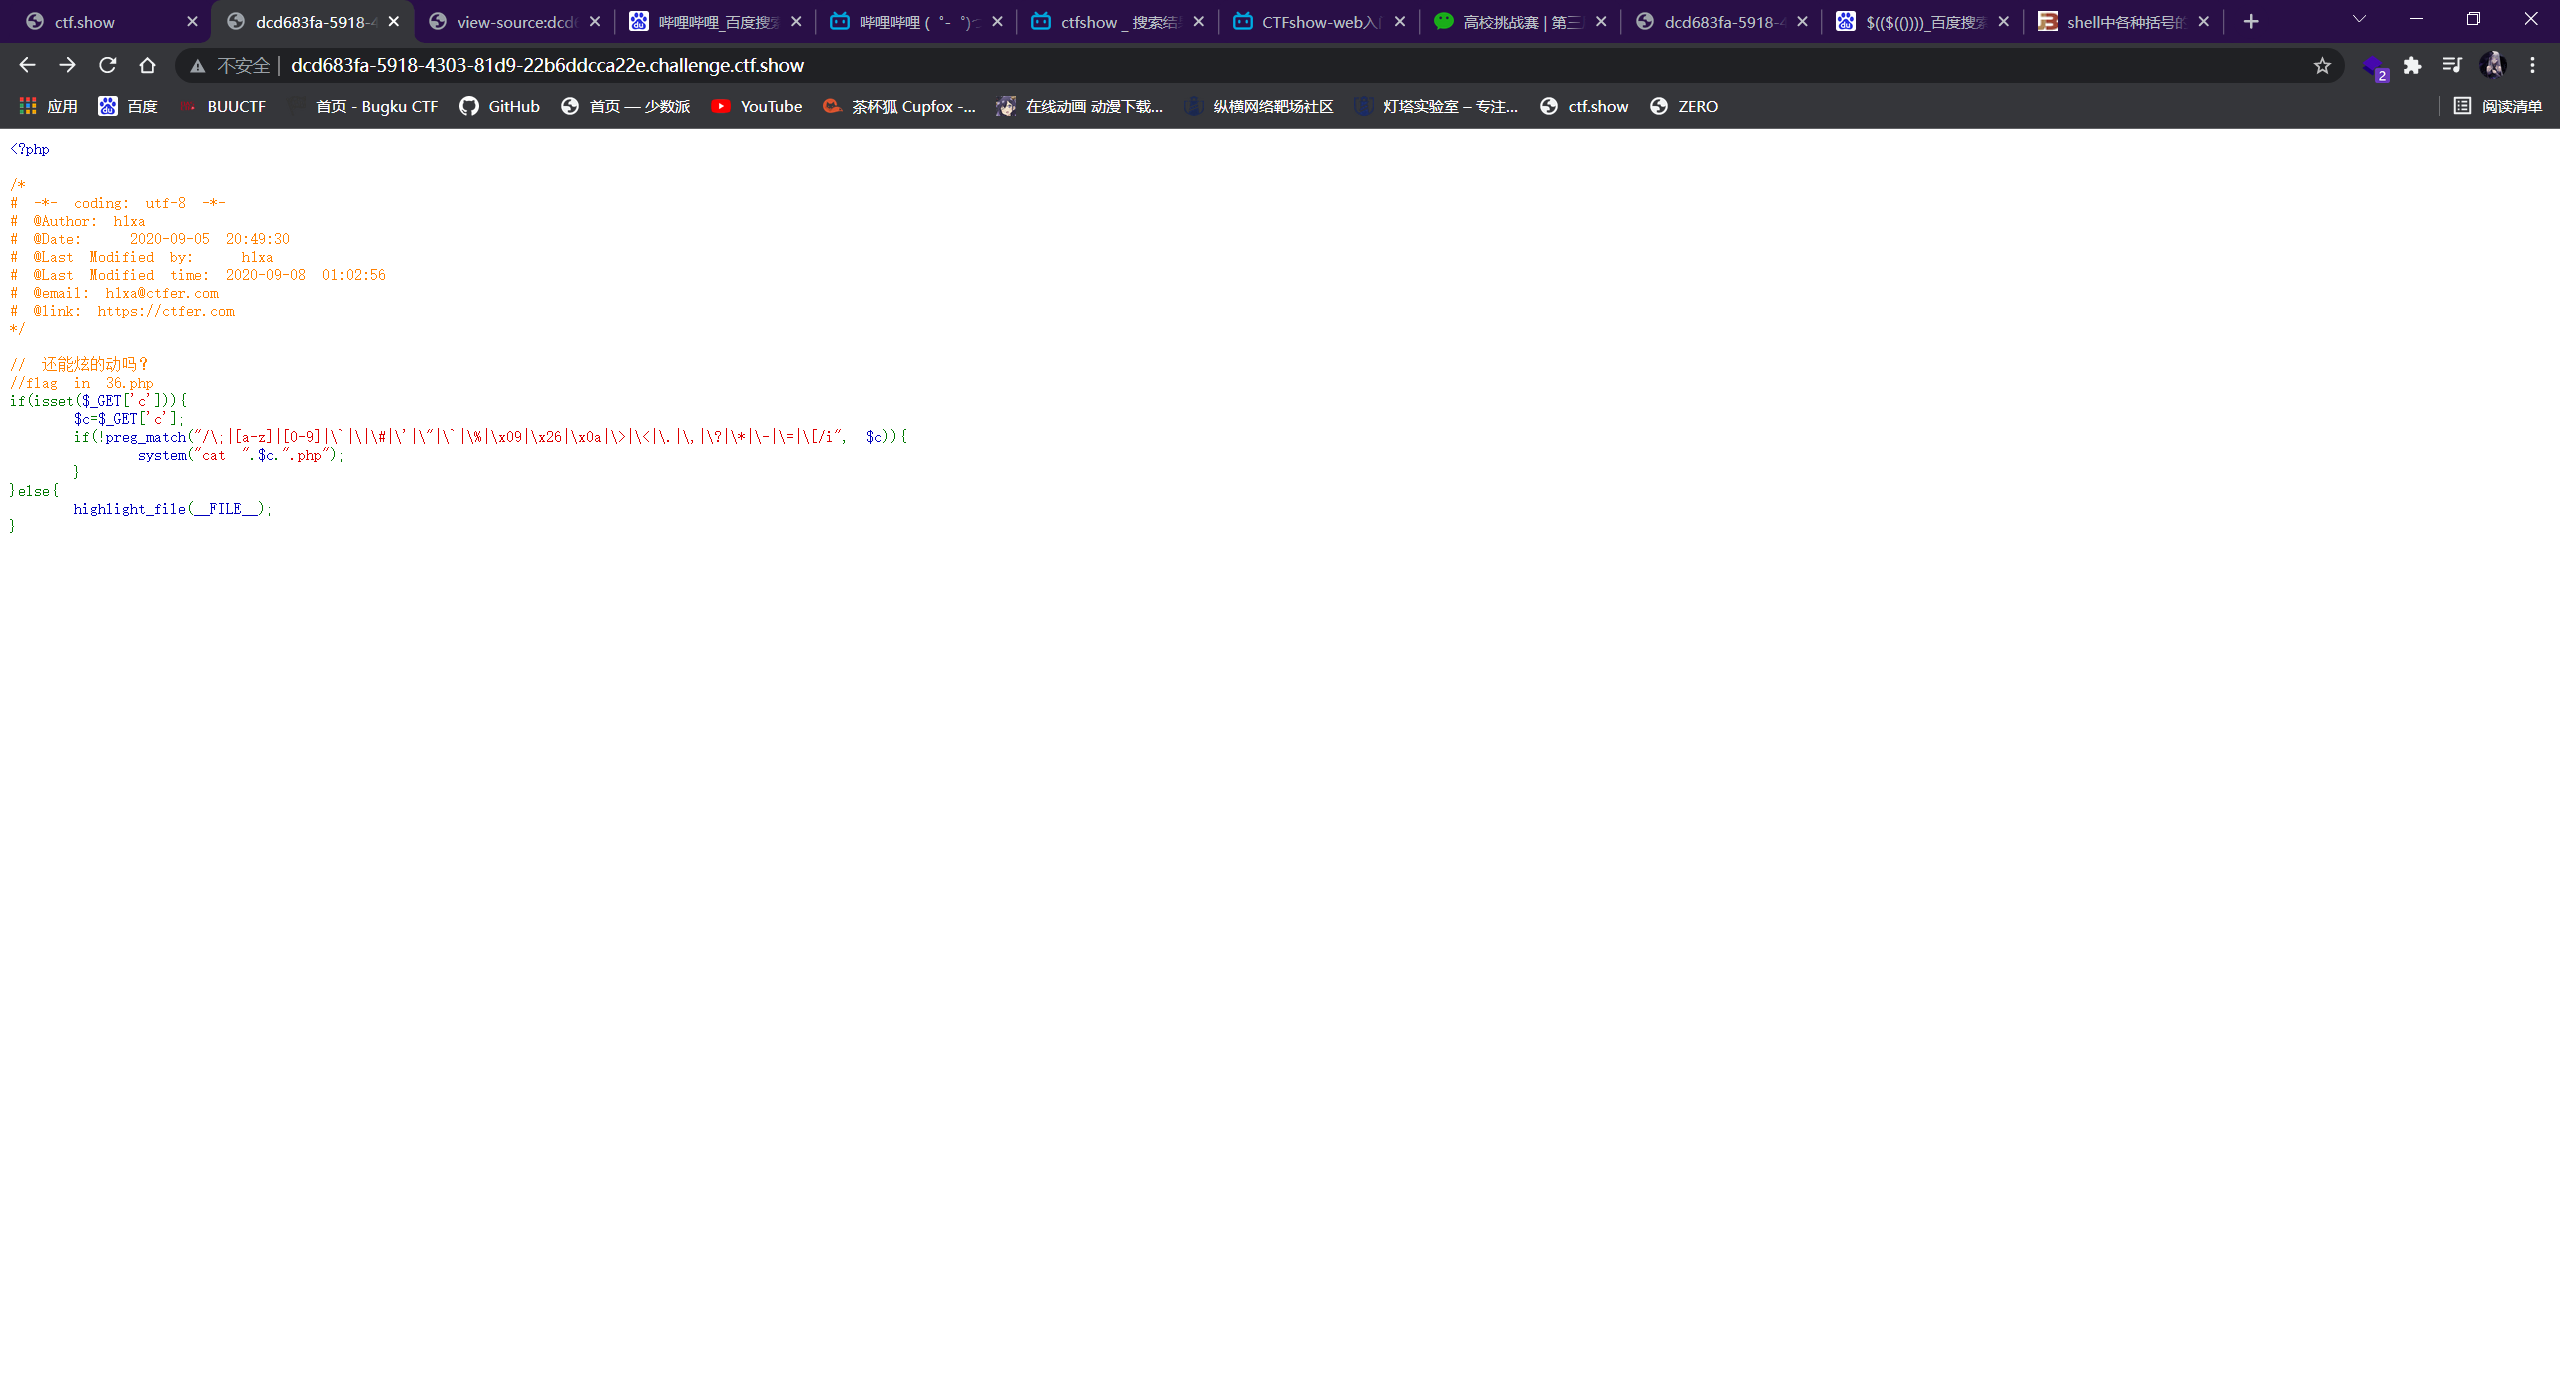 ctf.show dcd683fa-5918-4 view-source:dcd6 哔哩哔哩_百度搜索 哔哩哔哩 ( ゜- ゜)つ ctfshow _ 搜索结 CTFshow-web入门 高校挑战赛 | 第三 dcd683fa-5918-4 $(($(())))_百度搜索 shell中各种括号的
不安全 | dcd683fa-5918-4303-81d9-22b6ddcca22e.challenge.ctf.show 2
应用 百度 BUUCTF 首页 - Bugku CTF GitHub 首页 — 少数派 YouTube 茶杯狐 Cupfox -... 在线动画 动漫下载... 纵横网络靶场社区 灯塔实验室 – 专注... ctf.show ZERO 阅读清单
<?php
/*
# -*- coding: utf-8 -*-
# @Author: h1xa
# @Date: 2020-09-05 20:49:30
# @Last Modified by: h1xa
# @Last Modified time: 2020-09-08 01:02:56
# @email: h1xa@ctfer.com
# @link: https://ctfer.com
*/
// 还能炫的动吗？
//flag in 36.php
if(isset($_GET['c'])){
$c=$_GET['c'];
if(!preg_match("/\;|[a-z]|[0-9]|\`|\|\#|\'|\"|\`|\%|\x09|\x26|\x0a|\>|\<|\.|\,|\?|\*|\-|\=|\[/i", $c)){
system("cat ".$c.".php");
}
}else{
highlight_file(__FILE__);
}